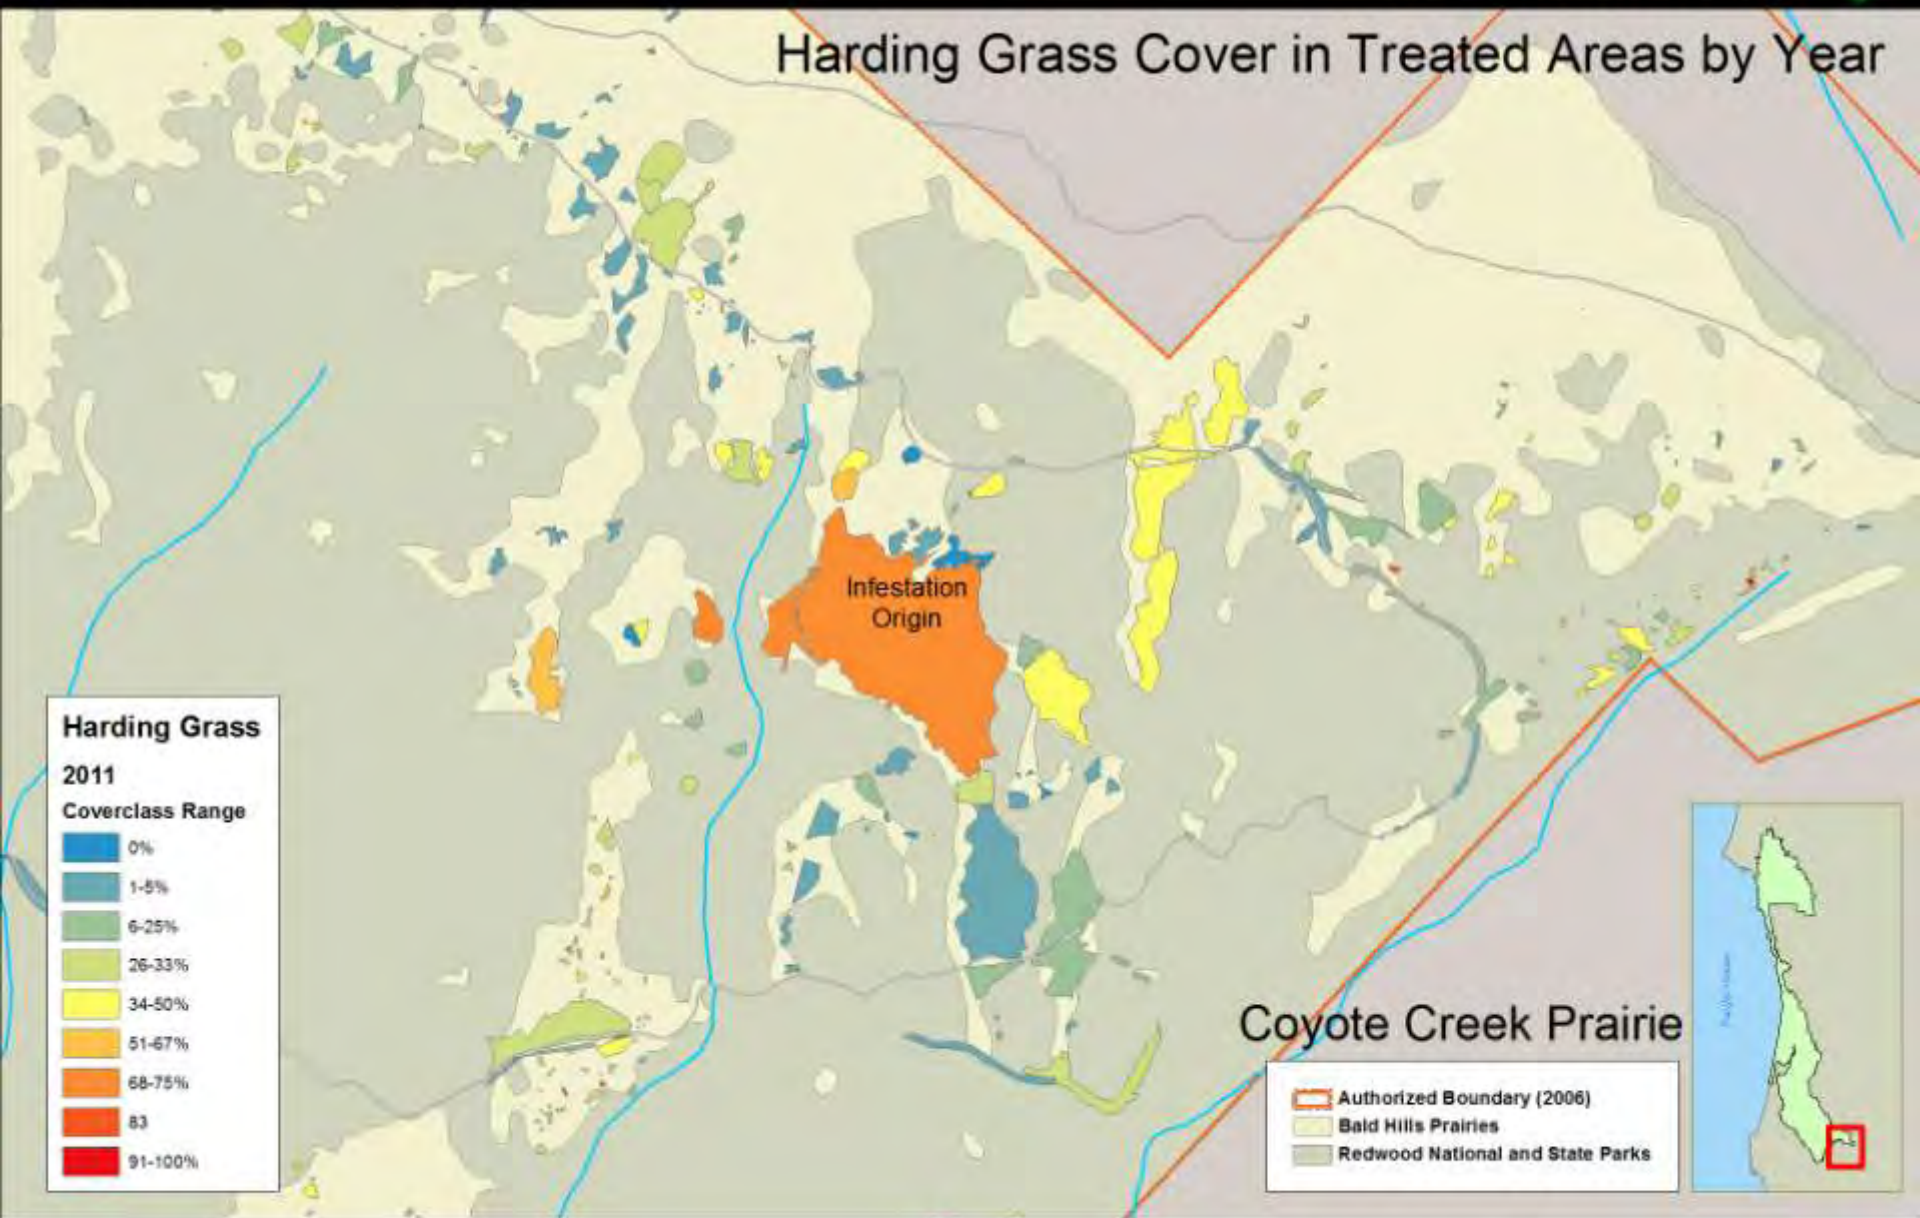 Harding Grass Cover in Treated Areas by Year
Infestation
Origin
Harding Grass
2011
Coverclass Range
0%
1-5%
6-25%
26-33%
34-50%
51-67%
68-75%
83
91-100%
Coyote Creek Prairie
Authorized Boundary (2006)
Bald Hills Prairies
Redwood National and State Parks